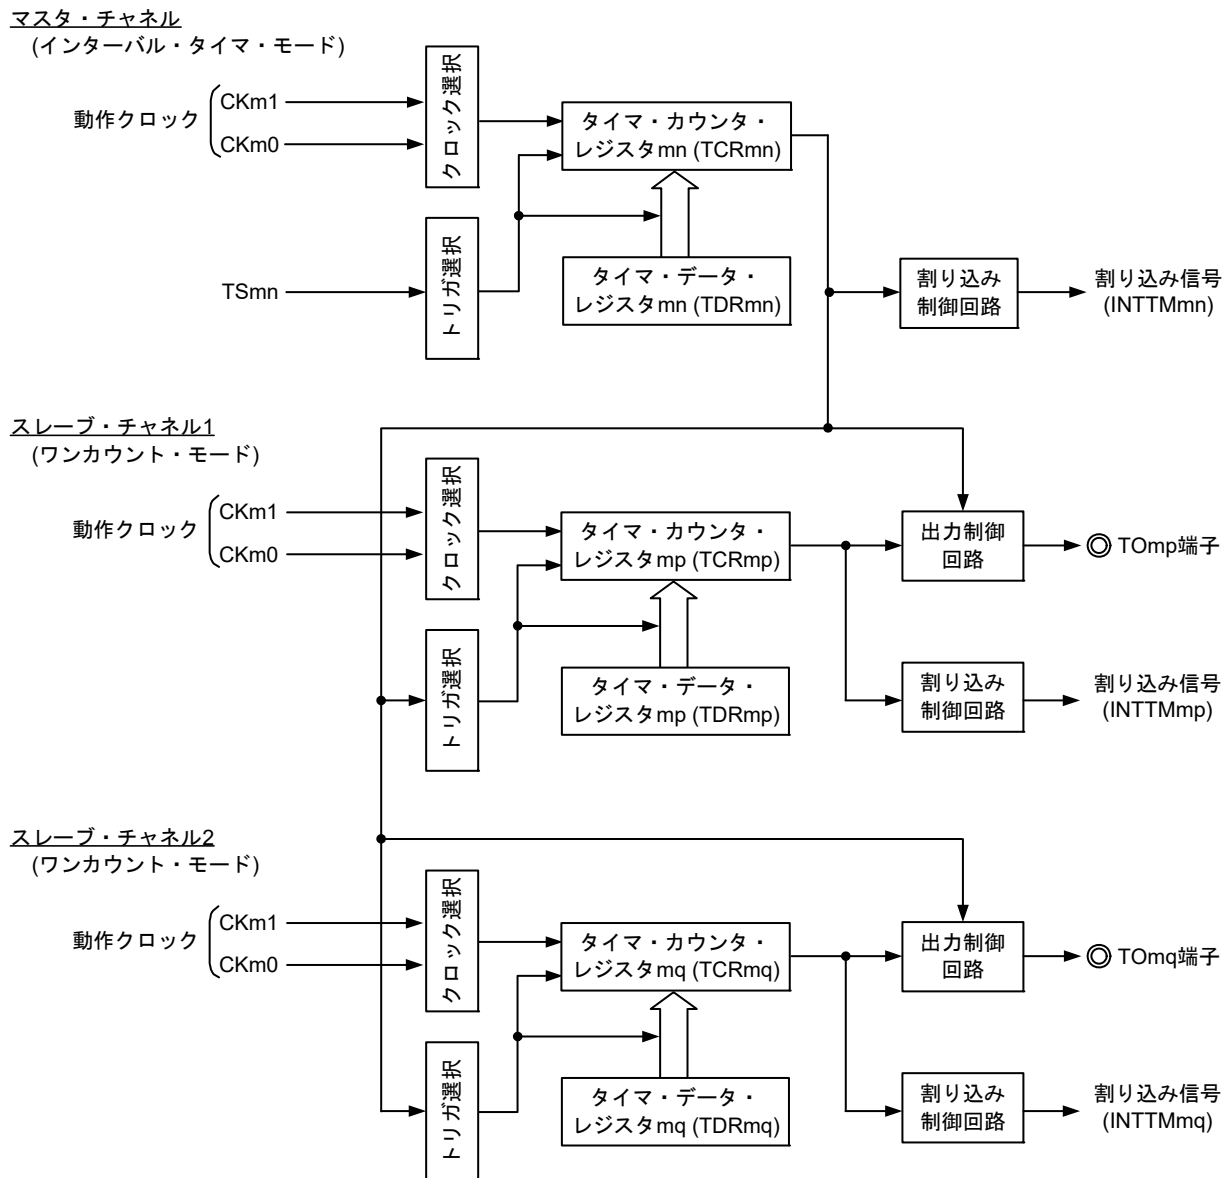 マスタ・チャネル
(インターバル・タイマ・モード)
動作クロック
CKm1
CKm0
クロック選択
タイマ・カウンタ・
レジスタmn (TCRmn)
TSmn
トリガ選択
タイマ・データ・
レジスタmn (TDRmn)
割り込み
制御回路
割り込み信号
(INTTMmn)
スレーブ・チャネル1
(ワンカウント・モード)
動作クロック
CKm1
CKm0
クロック選択
タイマ・カウンタ・
レジスタmp (TCRmp)
出力制御
回路
TOmp端子
トリガ選択
タイマ・データ・
レジスタmp (TDRmp)
割り込み
制御回路
割り込み信号
(INTTMmp)
スレーブ・チャネル2
(ワンカウント・モード)
動作クロック
CKm1
CKm0
クロック選択
タイマ・カウンタ・
レジスタmq (TCRmq)
出力制御
回路
TOmq端子
トリガ選択
タイマ・データ・
レジスタmq (TDRmq)
割り込み
制御回路
割り込み信号
(INTTMmq)